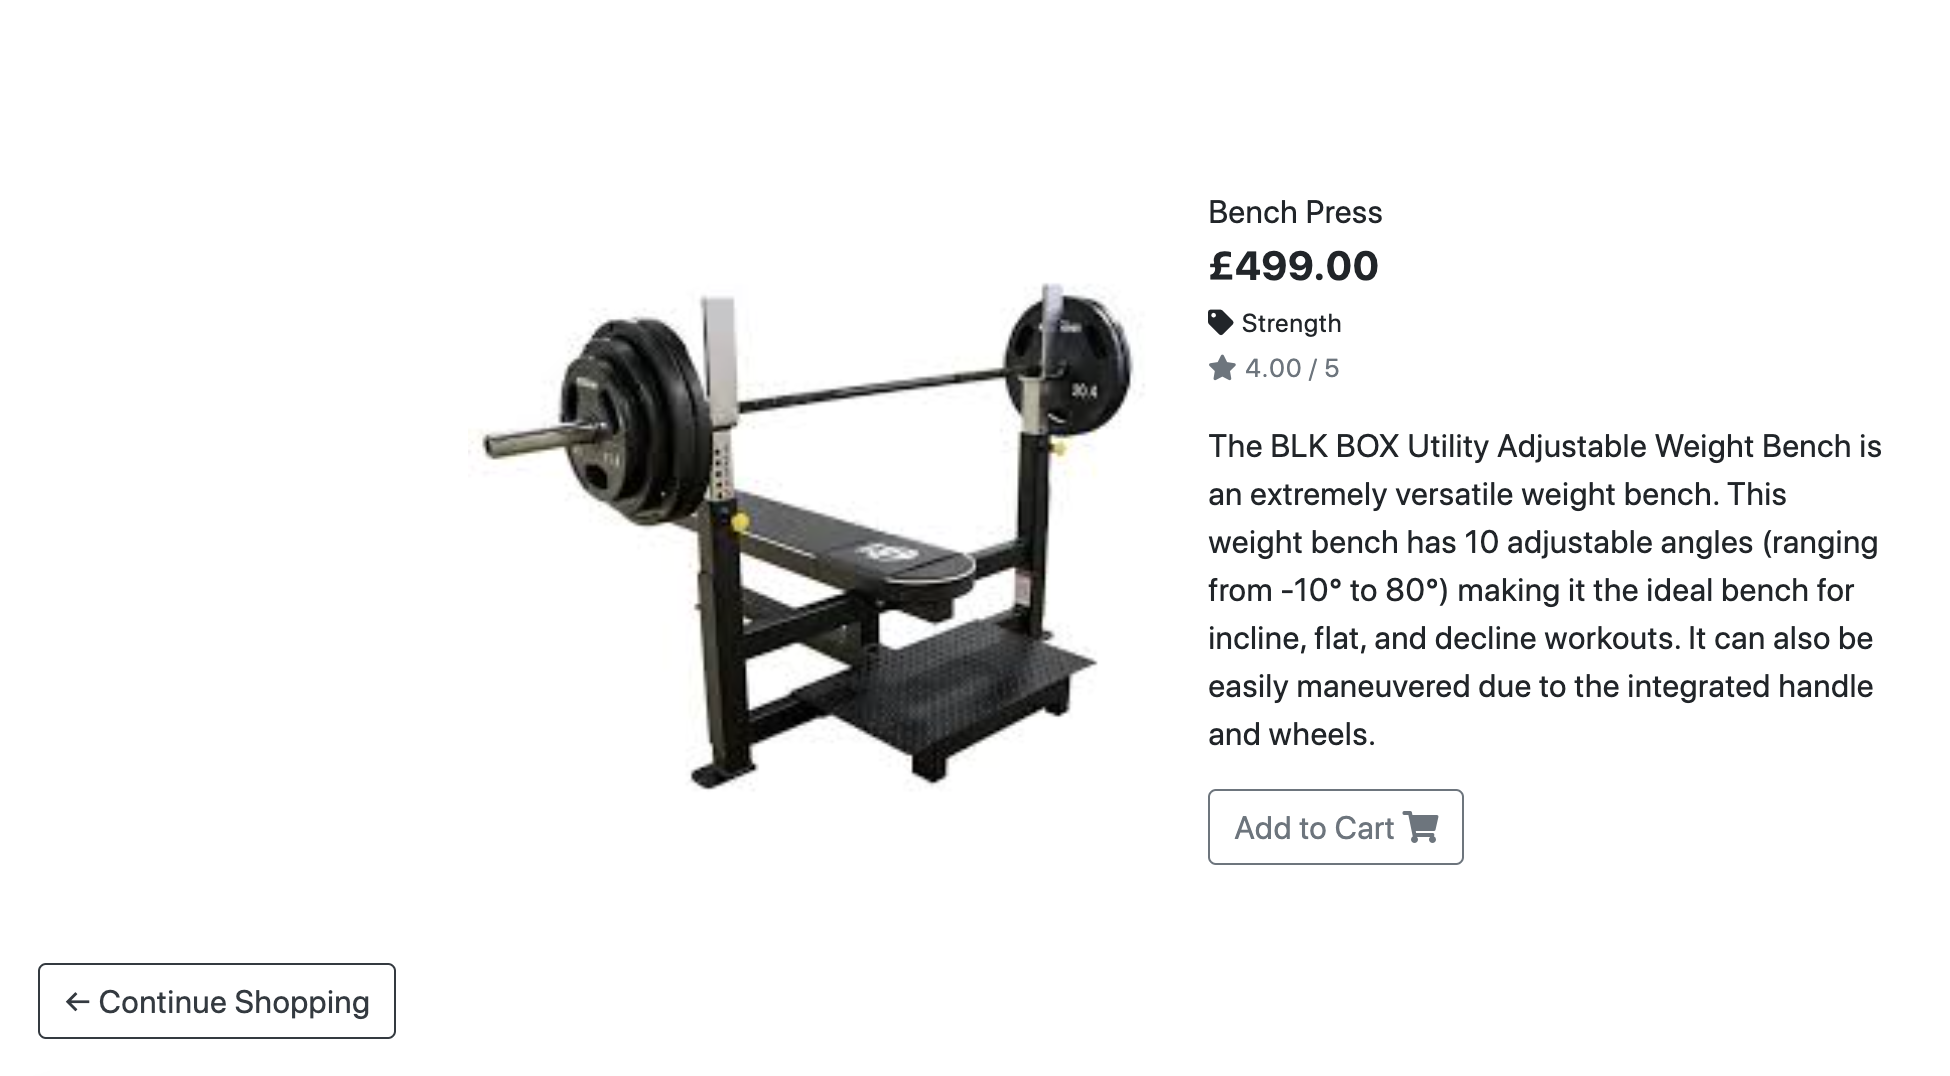 Bench Press
£499.00
Strength
4.00 / 5
The BLK BOX Utility Adjustable Weight Bench is
an extremely versatile weight bench. This
weight bench has 10 adjustable angles (ranging
from -10° to 80°) making it the ideal bench for
incline, flat, and decline workouts. It can also be
easily maneuvered due to the integrated handle
and wheels.
Add to Cart
← Continue Shopping